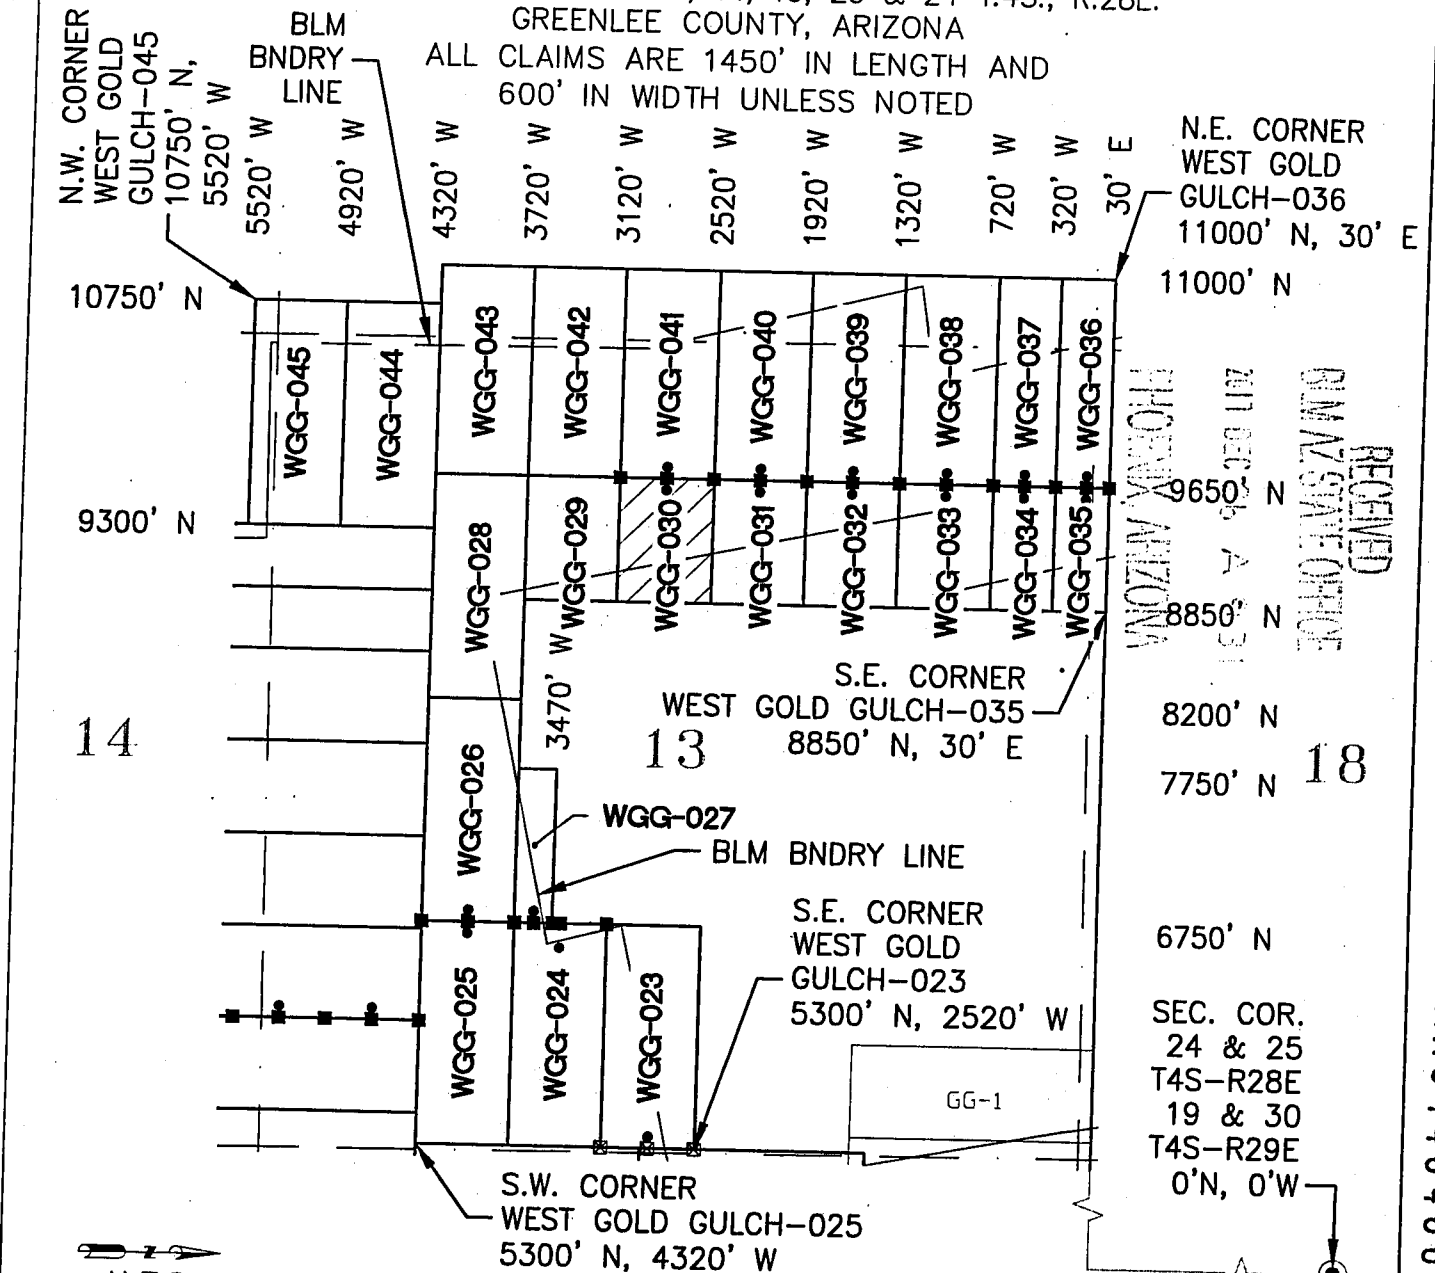 GREENLEE COUNTY, ARIZONA
ALL CLAIMS ARE 1450' IN LENGTH AND
600' IN WIDTH UNLESS NOTED
N.W. CORNER
WEST GOLD
GULCH-045
10750' N,
5520' W
BLM
BNDRY
LINE
5520' W
4920' W
4320' W
3720' W
3120' W
2520' W
1920' W
1320' W
720' W
320' W
30' E
N.E. CORNER
WEST GOLD
GULCH-036
11000' N, 30' E
10750' N
11000' N
WGG-045
WGG-044
WGG-043
WGG-042
WGG-041
WGG-040
WGG-039
WGG-038
WGG-037
WGG-036
RECEIVED
BLM AZ STATE OFFICE
PHOENIX ARIZONA
9300' N
9650' N
WGG-028
WGG-029
WGG-030
WGG-031
WGG-032
WGG-033
WGG-034
WGG-035
8850' N
3470' W
S.E. CORNER
WEST GOLD GULCH-035
8850' N, 30' E
8200' N
14
13
18
7750' N
WGG-026
WGG-027
BLM BNDRY LINE
S.E. CORNER
WEST GOLD
GULCH-023
5300' N, 2520' W
6750' N
WGG-025
WGG-024
WGG-023
GG-1
SEC. COR.
24 & 25
T4S-R28E
19 & 30
T4S-R29E
0'N, 0'W
S.W. CORNER
WEST GOLD GULCH-025
5300' N, 4320' W